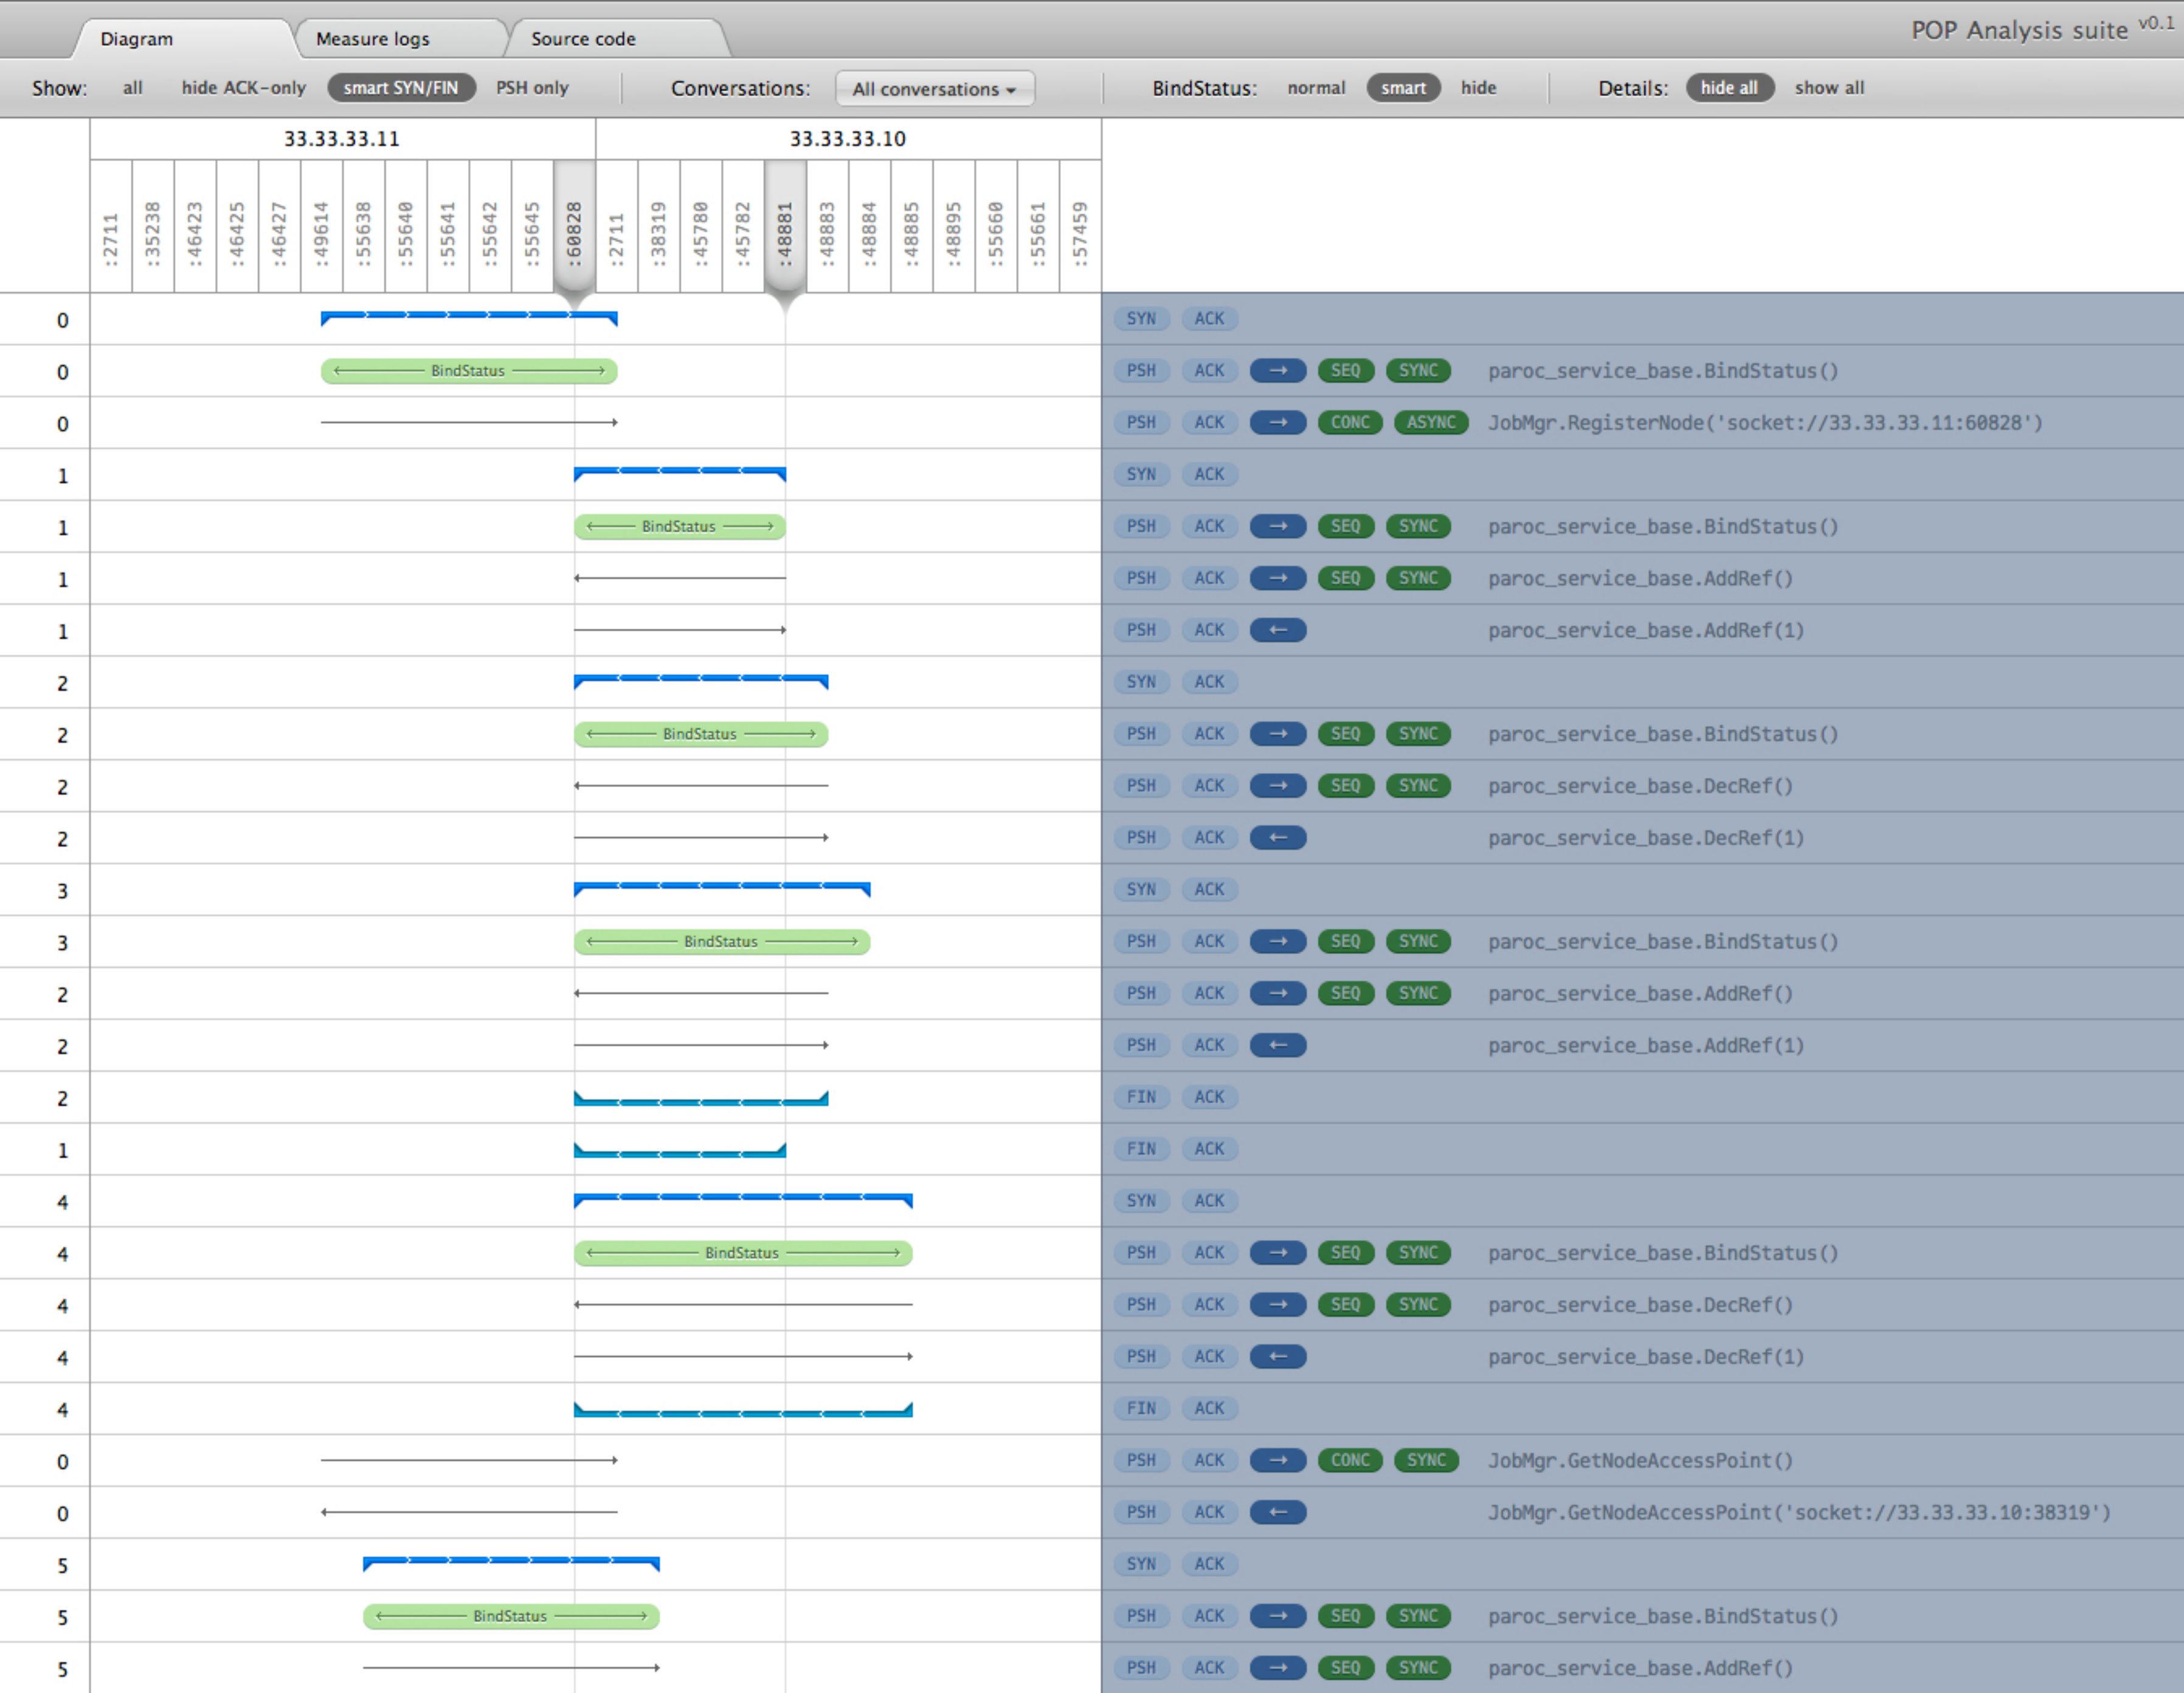 Diagram Measure logs Source code POP Analysis suite v0.1
Show: all hide ACK-only smart SYN/FIN PSH only Conversations: All conversations BindStatus: normal smart hide Details: hide all show all
33.33.33.11 33.33.33.10
:2711 :35238 :46423 :46425 :46427 :49614 :55638 :55640 :55641 :55642 :55645 :60828 :2711 :38319 :45780 :45782 :48881 :48883 :48884 :48885 :48895 :55660 :55661 :57459
0 SYN ACK
0 BindStatus PSH ACK → SEQ SYNC paroc_service_base.BindStatus()
0 PSH ACK → CONC ASYNC JobMgr.RegisterNode('socket://33.33.33.11:60828')
1 SYN ACK
1 BindStatus PSH ACK → SEQ SYNC paroc_service_base.BindStatus()
1 PSH ACK → SEQ SYNC paroc_service_base.AddRef()
1 PSH ACK ← paroc_service_base.AddRef(1)
2 SYN ACK
2 BindStatus PSH ACK → SEQ SYNC paroc_service_base.BindStatus()
2 PSH ACK → SEQ SYNC paroc_service_base.DecRef()
2 PSH ACK ← paroc_service_base.DecRef(1)
3 SYN ACK
3 BindStatus PSH ACK → SEQ SYNC paroc_service_base.BindStatus()
2 PSH ACK → SEQ SYNC paroc_service_base.AddRef()
2 PSH ACK ← paroc_service_base.AddRef(1)
2 FIN ACK
1 FIN ACK
4 SYN ACK
4 BindStatus PSH ACK → SEQ SYNC paroc_service_base.BindStatus()
4 PSH ACK → SEQ SYNC paroc_service_base.DecRef()
4 PSH ACK ← paroc_service_base.DecRef(1)
4 FIN ACK
0 PSH ACK → CONC SYNC JobMgr.GetNodeAccessPoint()
0 PSH ACK ← JobMgr.GetNodeAccessPoint('socket://33.33.33.10:38319')
5 SYN ACK
5 BindStatus PSH ACK → SEQ SYNC paroc_service_base.BindStatus()
5 PSH ACK → SEQ SYNC paroc_service_base.AddRef()